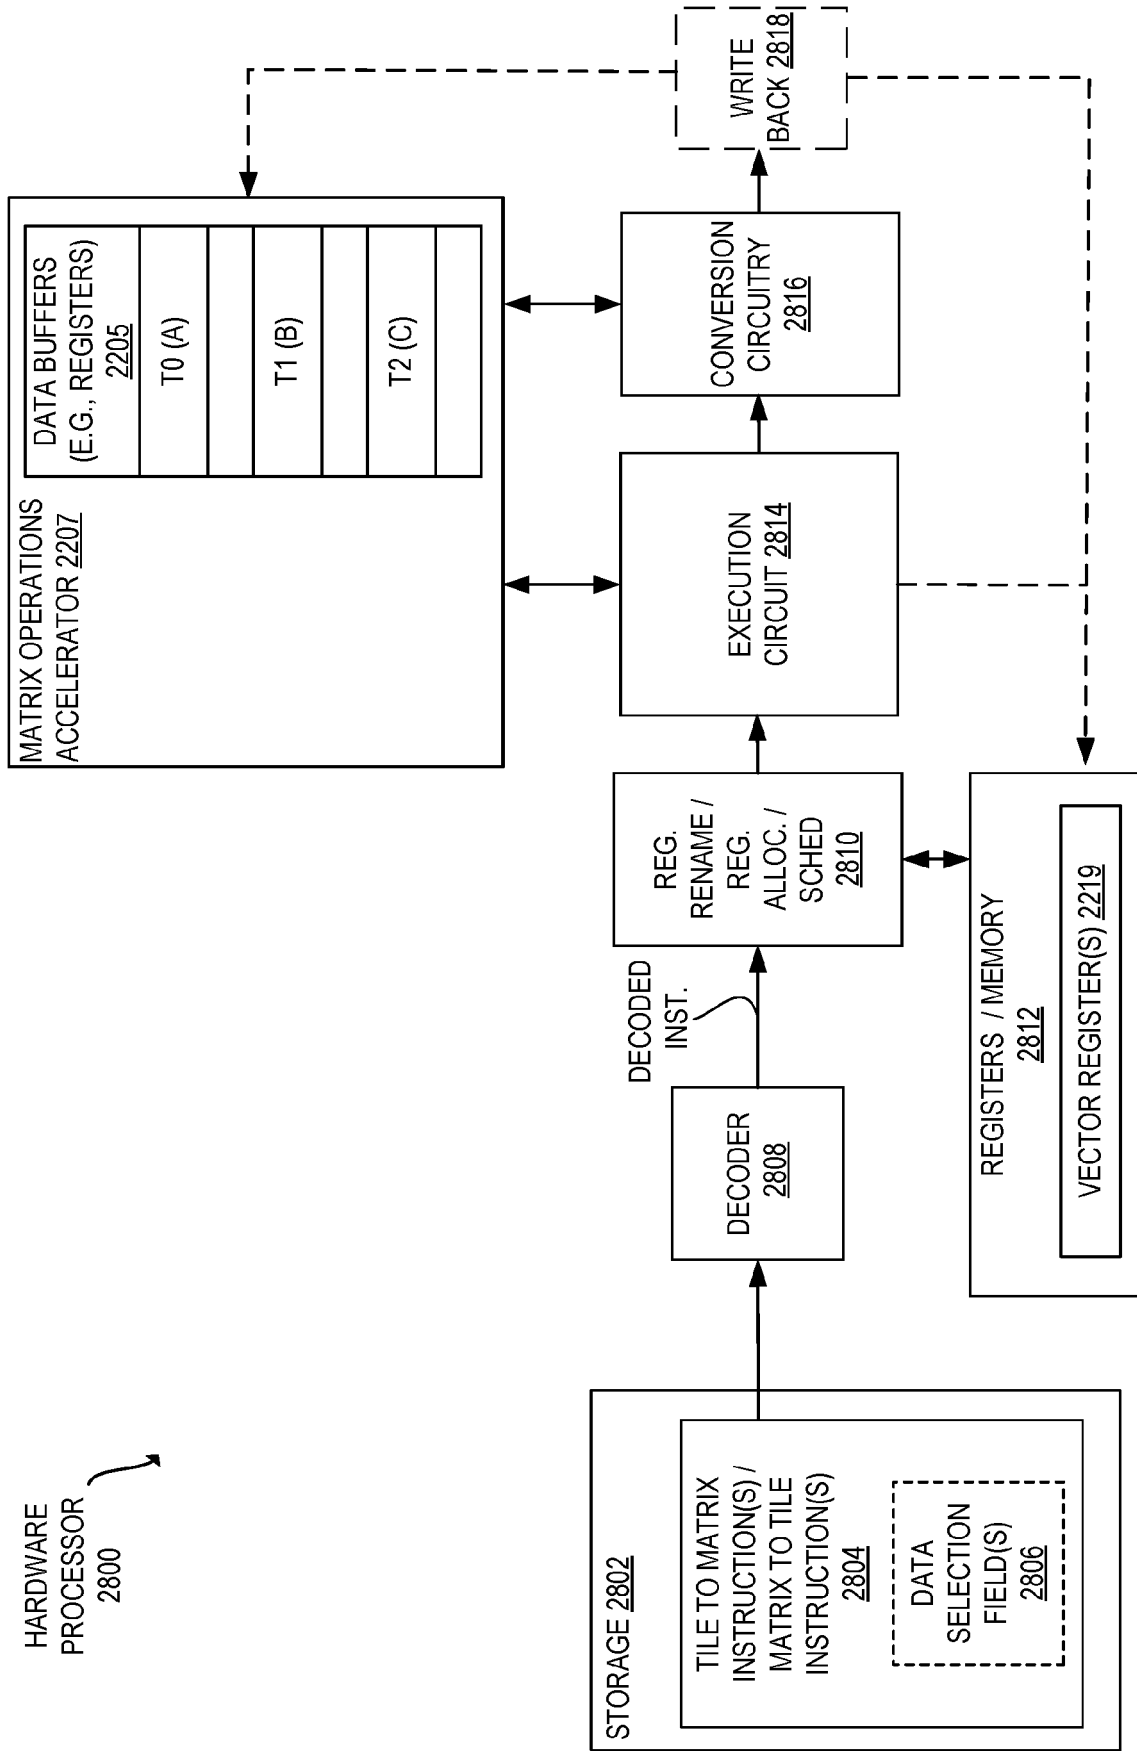 HARDWARE
PROCESSOR
2800
STORAGE 2802
TILE TO MATRIX
INSTRUCTION(S) /
MATRIX TO TILE
INSTRUCTION(S)
2804
DATA
SELECTION
FIELD(S)
2806
DECODER
2808
DECODED
INST.
REG.
RENAME /
REG.
ALLOC. /
SCHED
2810
REGISTERS / MEMORY
2812
VECTOR REGISTER(S) 2219
MATRIX OPERATIONS
ACCELERATOR 2207
DATA BUFFERS
(E.G., REGISTERS)
2205
T0 (A)
T1 (B)
T2 (C)
EXECUTION
CIRCUIT 2814
CONVERSION
CIRCUITRY
2816
WRITE
BACK 2818